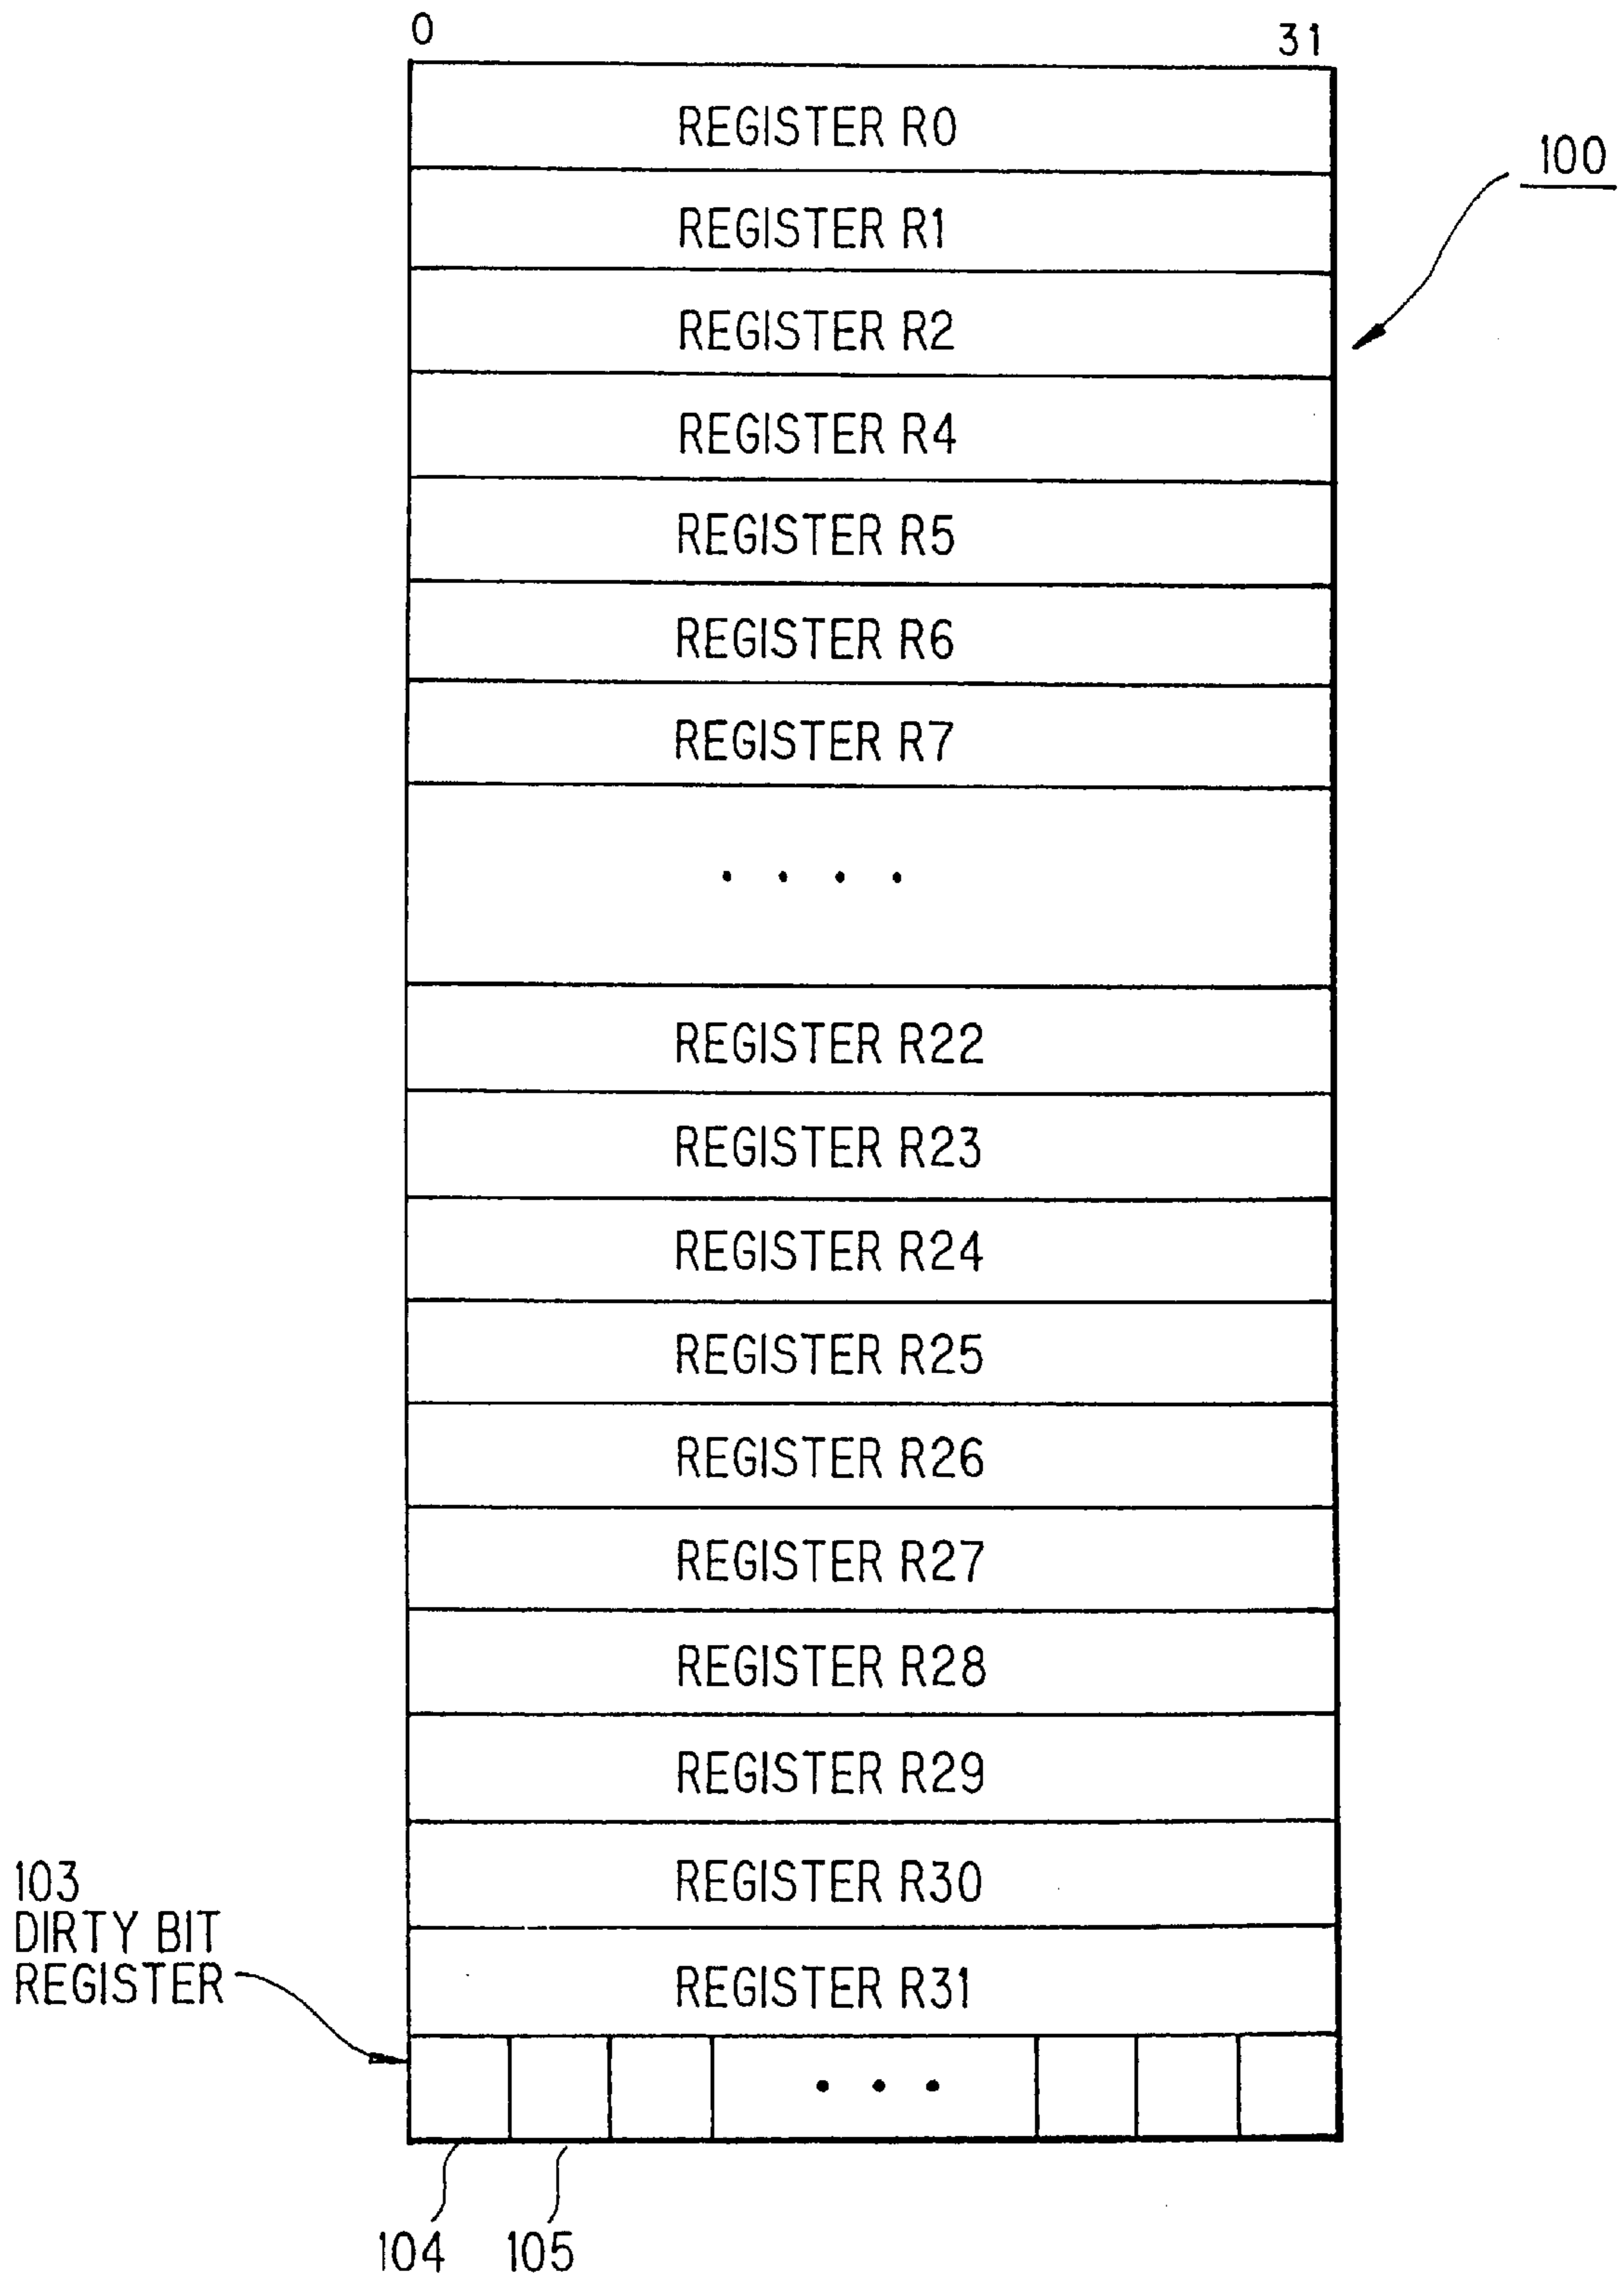 0 31
REGISTER R0
100
REGISTER R1
REGISTER R2
REGISTER R4
REGISTER R5
REGISTER R6
REGISTER R7
. . . .
REGISTER R22
REGISTER R23
REGISTER R24
REGISTER R25
REGISTER R26
REGISTER R27
REGISTER R28
REGISTER R29
REGISTER R30
103
DIRTY BIT
REGISTER
REGISTER R31
. . .
104 105